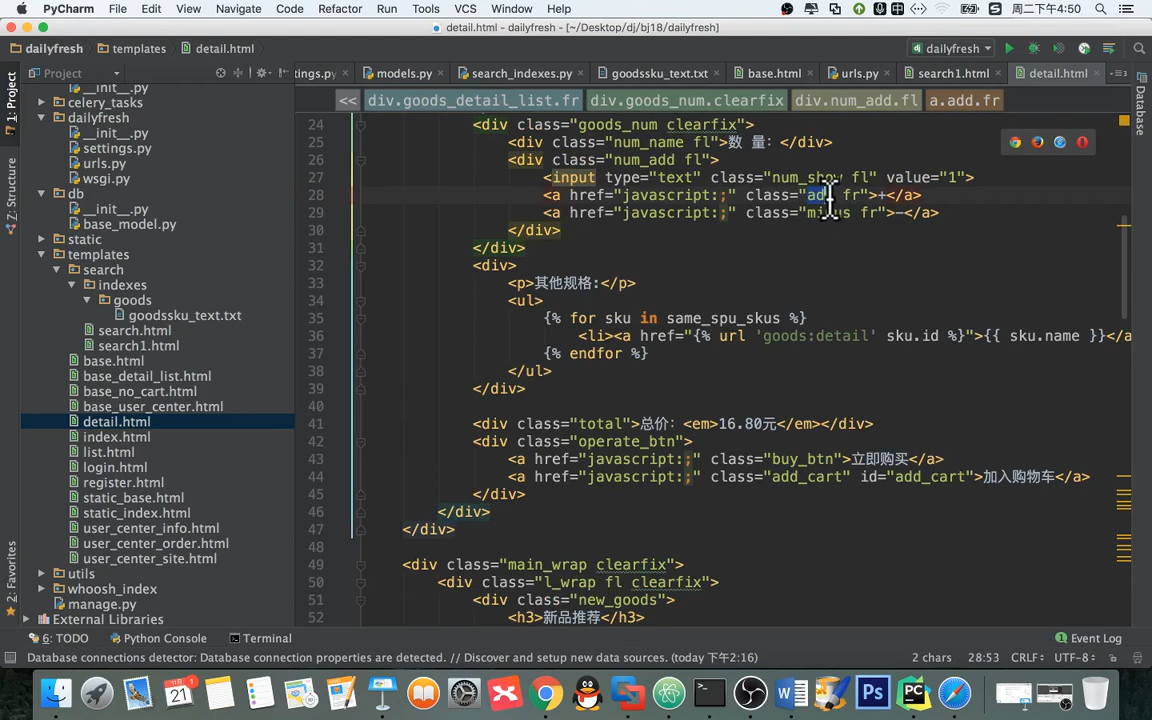 PyCharm File Edit View Navigate Code Refactor Run Tools VCS Window Help 周二下午4:50
detail.html - dailyfresh - [~/Desktop/dj/bj18/dailyfresh]
dailyfresh templates detail.html dailyfresh
Project tings.py models.py search_indexes.py goodssku_text.txt base.html urls.py search1.html detail.html
<< div.goods_detail_list.fr div.goods_num.clearfix div.num_add.fl a.add.fr
1: Project
7: Structure
2: Favorites
Database
__init__.py
celery_tasks
dailyfresh
__init__.py
settings.py
urls.py
wsgi.py
db
__init__.py
base_model.py
static
templates
search
indexes
goods
goodssku_text.txt
search.html
search1.html
base.html
base_detail_list.html
base_no_cart.html
base_user_center.html
detail.html
index.html
list.html
login.html
register.html
static_base.html
static_index.html
user_center_info.html
user_center_order.html
user_center_site.html
utils
whoosh_index
manage.py
External Libraries
24 <div class="goods_num clearfix">
25 <div class="num_name fl">数 量：</div>
26 <div class="num_add fl">
27 <input type="text" class="num_show fl" value="1">
28 <a href="javascript:;" class="add fr">+</a>
29 <a href="javascript:;" class="minus fr">-</a>
30 </div>
31 </div>
32 <div>
33 <p>其他规格:</p>
34 <ul>
35 {% for sku in same_spu_skus %}
36 <li><a href="{% url 'goods:detail' sku.id %}">{{ sku.name }}</a
37 {% endfor %}
38 </ul>
39 </div>
40
41 <div class="total">总价：<em>16.80元</em></div>
42 <div class="operate_btn">
43 <a href="javascript:;" class="buy_btn">立即购买</a>
44 <a href="javascript:;" class="add_cart" id="add_cart">加入购物车</a>
45 </div>
46 </div>
47 </div>
48
49 <div class="main_wrap clearfix">
50 <div class="l_wrap fl clearfix">
51 <div class="new_goods">
52 <h3>新品推荐</h3>
6: TODO Python Console Terminal 1 Event Log
Database connections detector: Database connection properties are detected. // Discover and setup new data sources. (today 下午2:16) 2 chars 28:53 CRLF÷ UTF-8÷